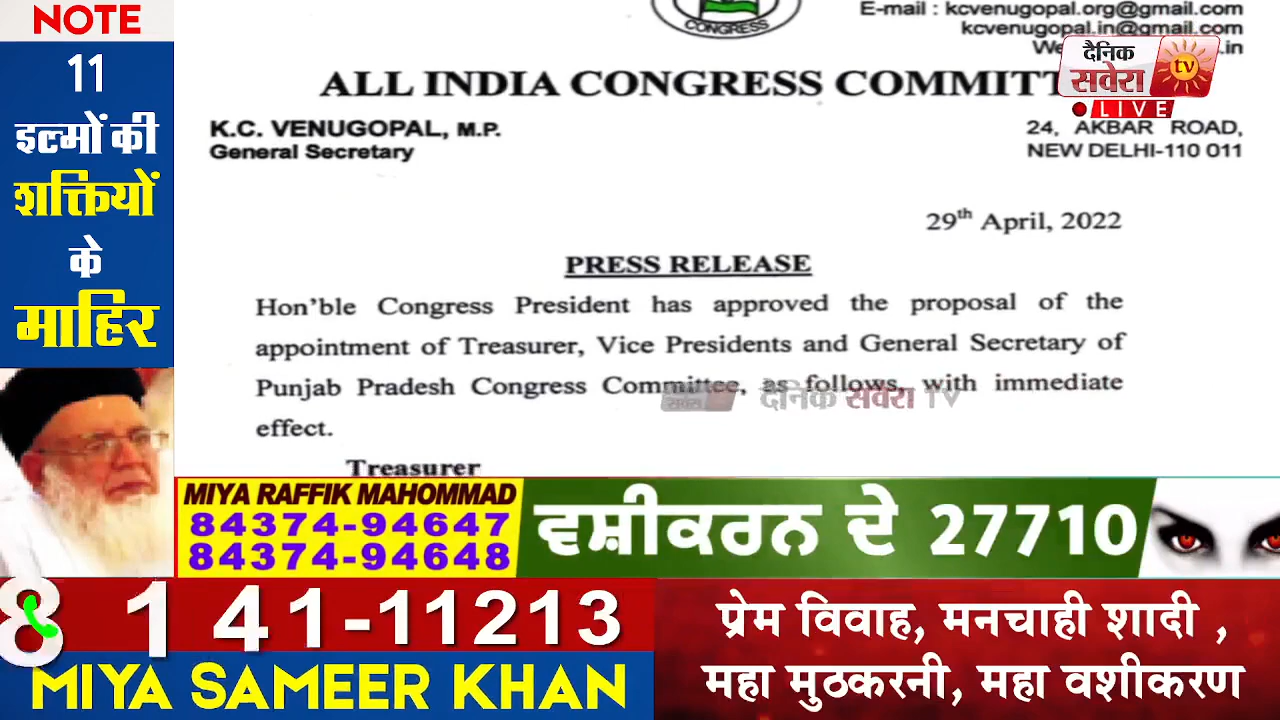 NOTE
11
इल्मों की
शक्तियों
के
माहिर
CONGRESS
E-mail : kcvenugopal.org@gmail.com
kcvenugopal.in@gmail.com
ALL INDIA CONGRESS
दैनिक
सवेरा tv
LIVE
K.C. VENUGOPAL, M.P.
General Secretary
24, AKBAR ROAD,
NEW DELHI-110 011
29th April, 2022
PRESS RELEASE
Hon'ble Congress President has approved the proposal of the
appointment of Treasurer, Vice Presidents and General Secretary of
Punjab Pradesh Congress Committee, as follows, with immediate
effect.
दैनिक सवेरा TV
Treasurer
MIYA RAFFIK MAHOMMAD
84374-94647
84374-94648
ਵਸ਼ੀਕਰਨ ਦੇ 27710
8 1 4 1-11213
MIYA SAMEER KHAN
प्रेम विवाह, मनचाही शादी ,
महा मुठकरनी, महा वशीकरण